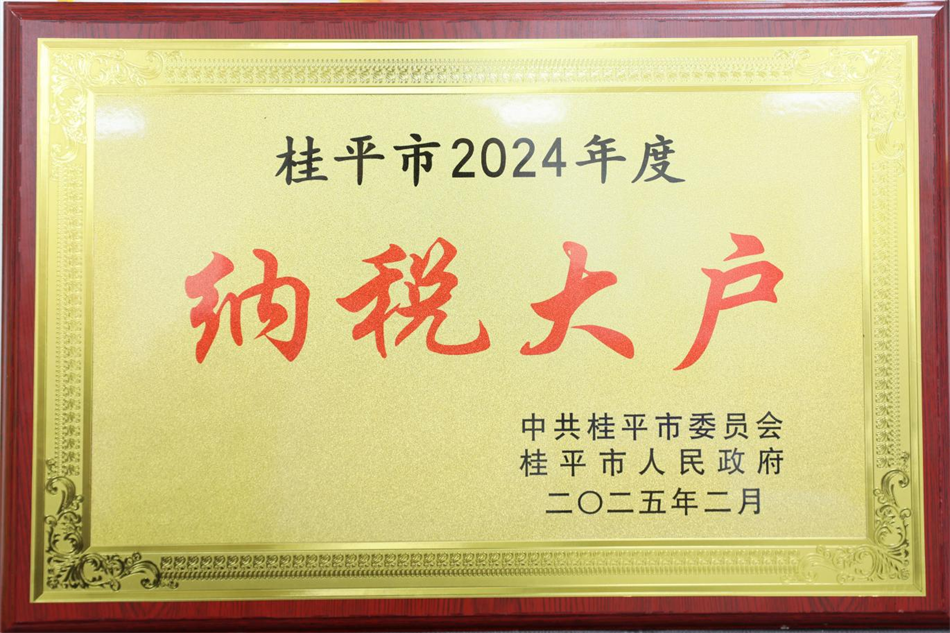 桂平市2024年度
纳税大户
中共桂平市委员会
桂平市人民政府
二〇二五年二月